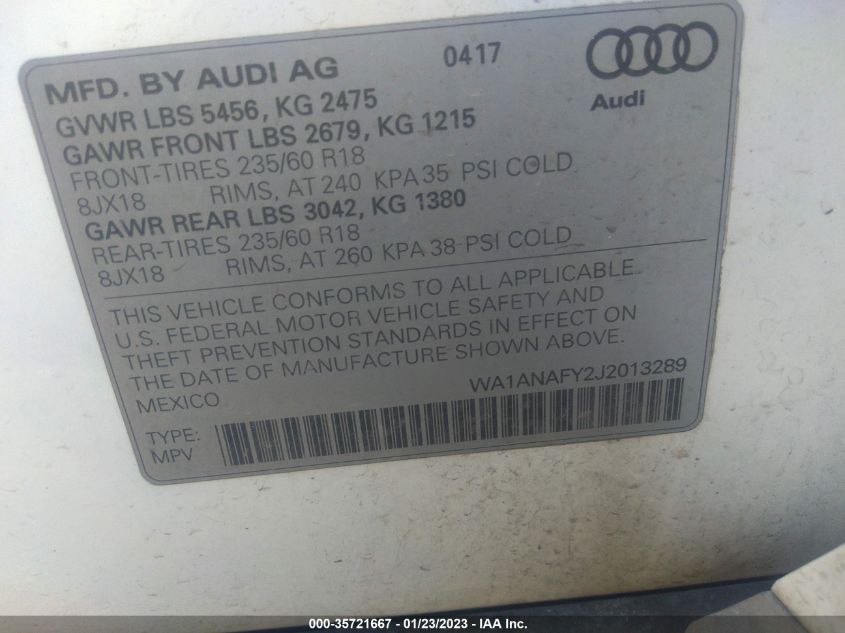 MFD. BY AUDI AG 0417
Audi
GVWR LBS 5456, KG 2475
GAWR FRONT LBS 2679, KG 1215
FRONT-TIRES 235/60 R18
8JX18 RIMS, AT 240 KPA 35 PSI COLD
GAWR REAR LBS 3042, KG 1380
REAR-TIRES 235/60 R18
8JX18 RIMS, AT 260 KPA 38-PSI COLD
THIS VEHICLE CONFORMS TO ALL APPLICABLE
U.S. FEDERAL MOTOR VEHICLE SAFETY AND
THEFT PREVENTION STANDARDS IN EFFECT ON
THE DATE OF MANUFACTURE SHOWN ABOVE.
MEXICO WA1ANAFY2J2013289
TYPE:
MPV
000-35721667 / 01/23/2023 - IAA Inc.